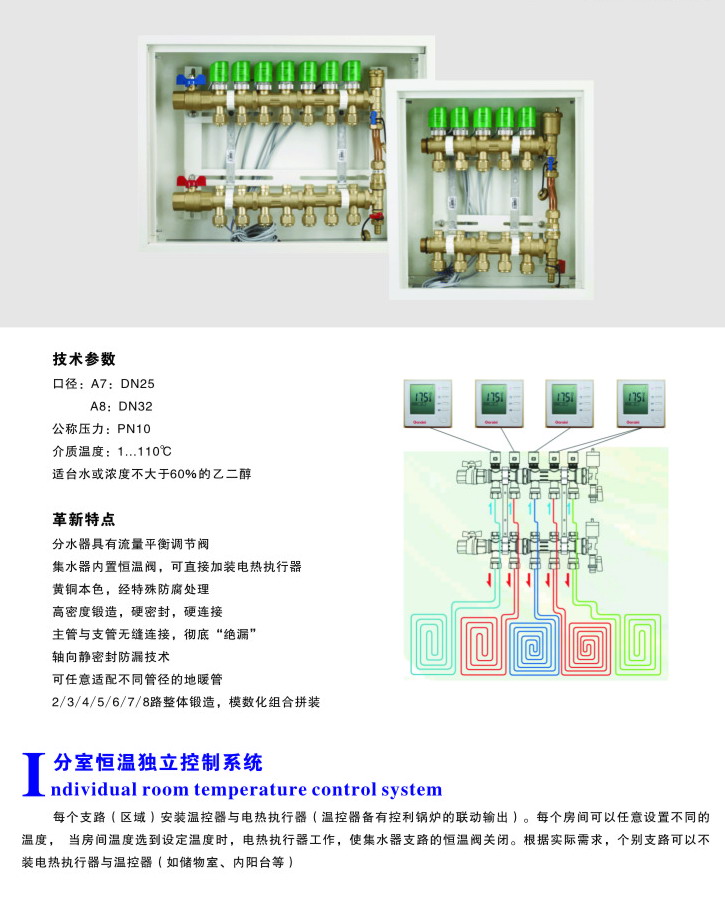 技术参数
口径：A7：DN25
A8：DN32
公称压力：PN10
介质温度：1...110℃
适台水或浓度不大于60%的乙二醇
革新特点
分水器具有流量平衡调节阀
集水器内置恒温阀，可直接加装电热执行器
黄铜本色，经特殊防腐处理
高密度锻造，硬密封，硬连接
主管与支管无缝连接，彻底“绝漏”
轴向静密封防漏技术
可任意适配不同管径的地暖管
2/3/4/5/6/7/8路整体锻造，模数化组合拼装
分室恒温独立控制系统
Individual room temperature control system
每个支路（区域）安装温控器与电热执行器（温控器备有控利锅炉的联动输出）。每个房间可以任意设置不同的
温度， 当房间温度选到设定温度时，电热执行器工作，使集水器支路的恒温阀关闭。根据实际需求，个别支路可以不
装电热执行器与温控器（如储物室、内阳台等）